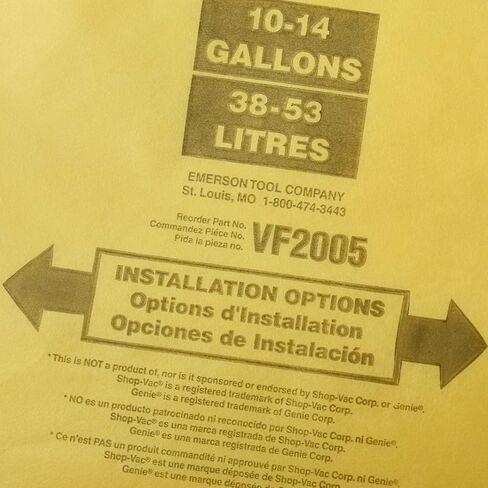 10-14
GALLONS
38-53
LITRES
EMERSON TOOL COMPANY
St. Louis, MO 1-800-474-3443
Reorder Part No.
Commandez Piéce No.
Pida la pieza no.
VF2005
INSTALLATION OPTIONS
Options d'Installation
Opciones de Instalación
*This is NOT a product of, nor is it sponsored or endorsed by Shop-Vac Corp. or Genie®.
Shop-Vac® is a registered trademark of Shop-Vac Corp.
Genie® is a registered trademark of Genie Corp.
*NO es un producto patrocinado ni reconocido por Shop-Vac Corp. ni Genie®.
Shop-Vac® es una marca registrada de Shop-Vac Corp.
Genie® es una marca registrada de Genie Corp.
*Ce n'est PAS un produit commandité ni approuvé par Shop-Vac Corp. ni Genie®.
Shop-Vac® est une marque déposée de Shop-Vac Corp.
Genie® est une marque déposée de Genie Corp.